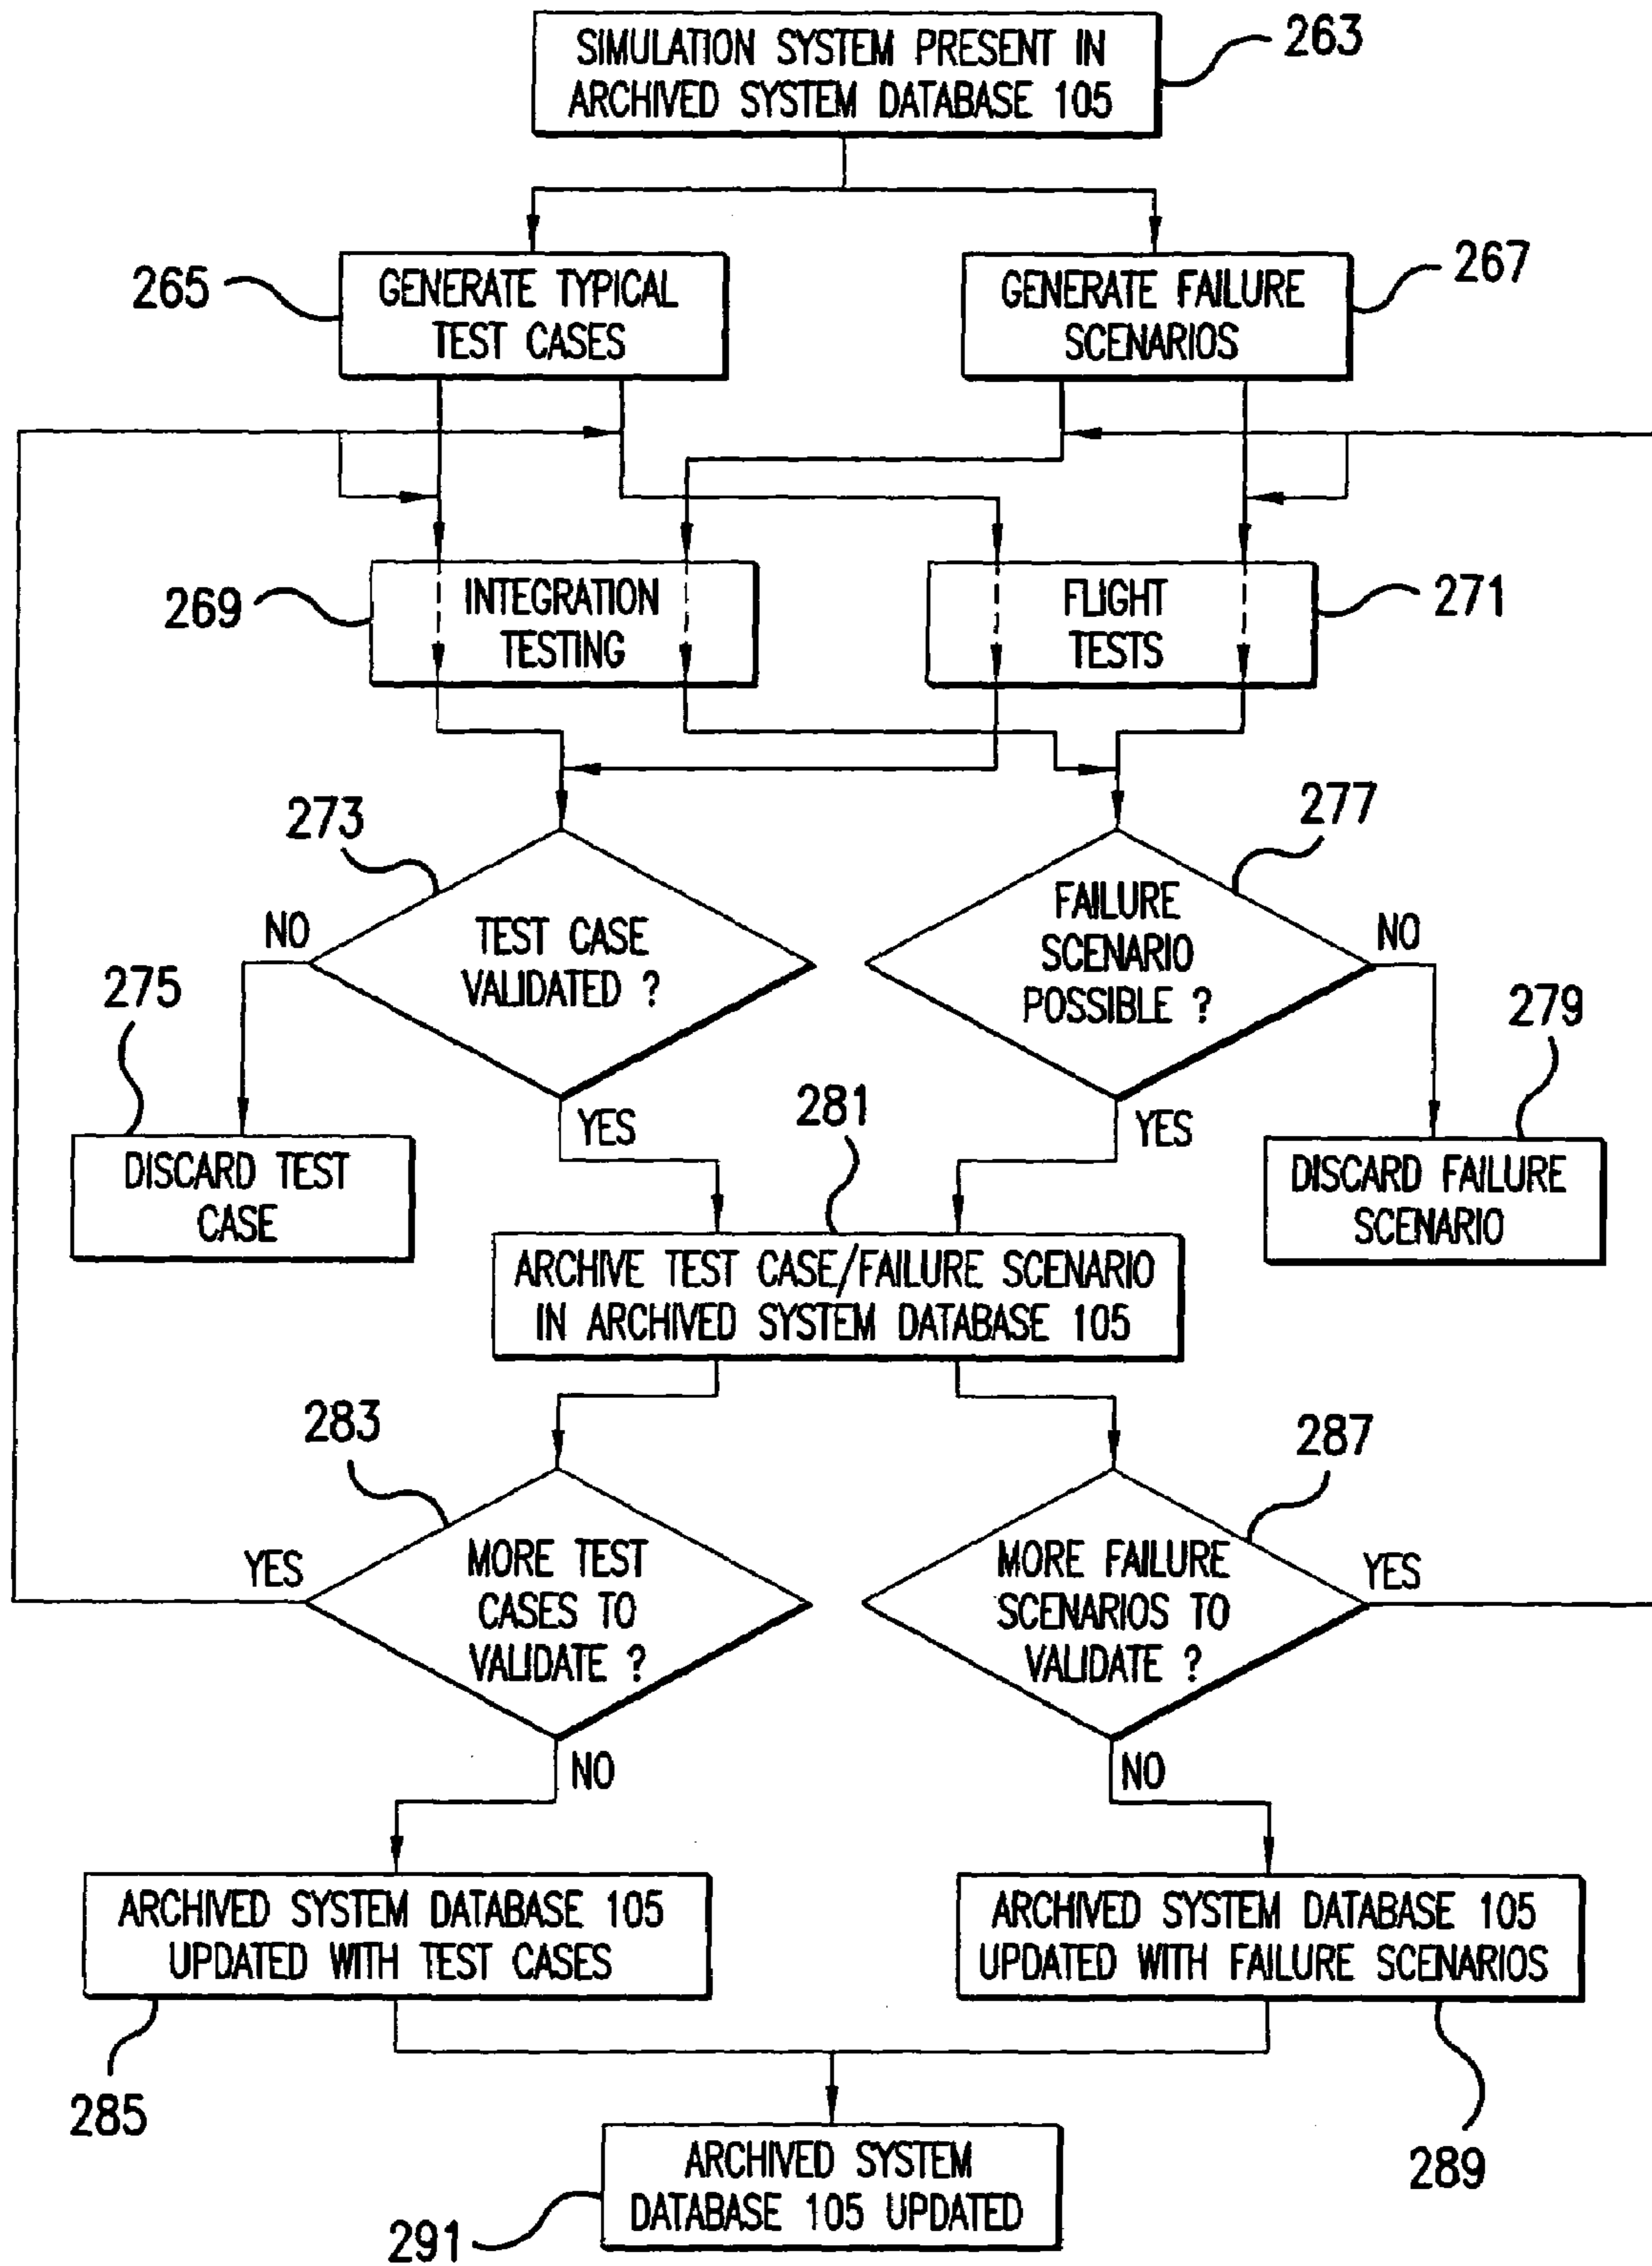 SIMULATION SYSTEM PRESENT IN
ARCHIVED SYSTEM DATABASE 105
263
265
GENERATE TYPICAL
TEST CASES
GENERATE FAILURE
SCENARIOS
267
269
INTEGRATION
TESTING
FLIGHT
TESTS
271
273
277
NO
TEST CASE
VALIDATED ?
FAILURE
SCENARIO
POSSIBLE ?
NO
275
279
YES
281
YES
DISCARD TEST
CASE
DISCARD FAILURE
SCENARIO
ARCHIVE TEST CASE/FAILURE SCENARIO
IN ARCHIVED SYSTEM DATABASE 105
283
287
YES
MORE TEST
CASES TO
VALIDATE ?
MORE FAILURE
SCENARIOS TO
VALIDATE ?
YES
NO
NO
ARCHIVED SYSTEM DATABASE 105
UPDATED WITH TEST CASES
ARCHIVED SYSTEM DATABASE 105
UPDATED WITH FAILURE SCENARIOS
285
289
ARCHIVED SYSTEM
DATABASE 105 UPDATED
291